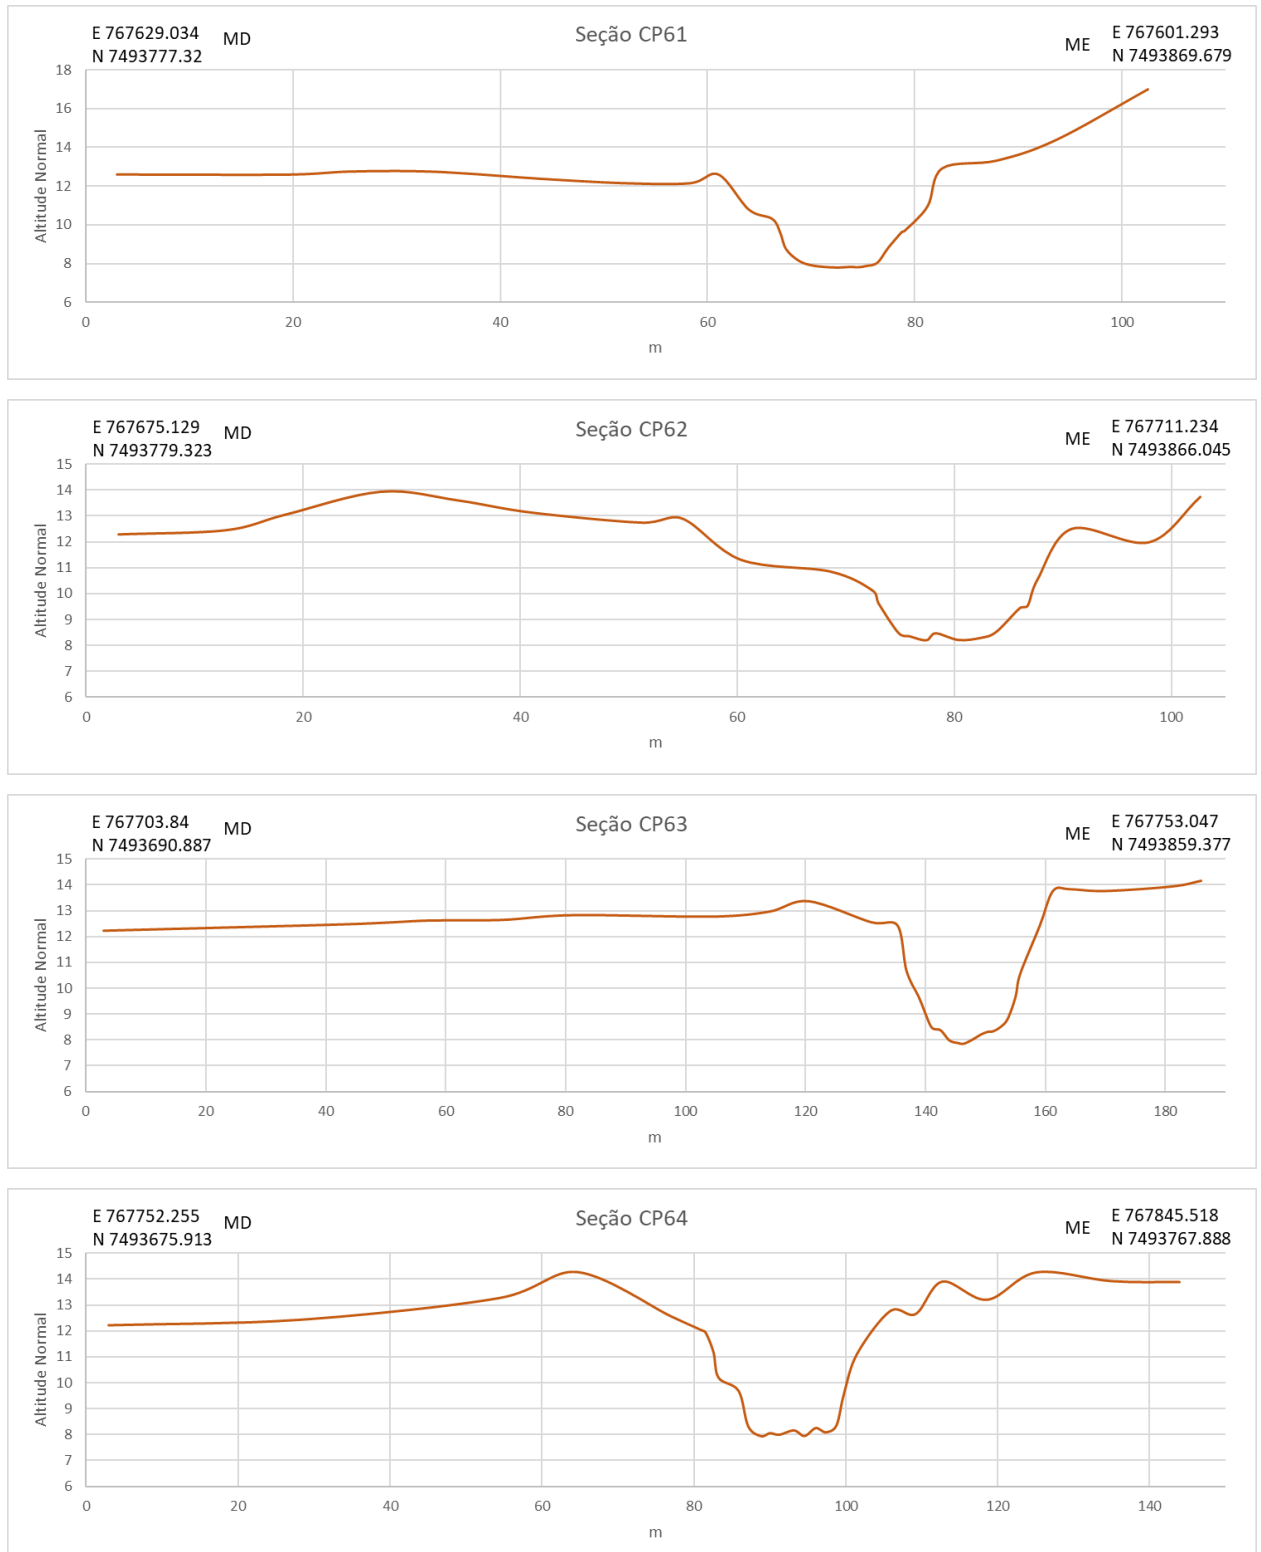 E 767629.034
N 7493777.32
MD
Seção CP61
ME
E 767601.293
N 7493869.679
18
16
14
12
10
8
6
Altitude Normal
0 20 40 60 80 100
m
E 767675.129
N 7493779.323
MD
Seção CP62
ME
E 767711.234
N 7493866.045
15
14
13
12
11
10
9
8
7
6
Altitude Normal
0 20 40 60 80 100
m
E 767703.84
N 7493690.887
MD
Seção CP63
ME
E 767753.047
N 7493859.377
15
14
13
12
11
10
9
8
7
6
Altitude Normal
0 20 40 60 80 100 120 140 160 180
m
E 767752.255
N 7493675.913
MD
Seção CP64
ME
E 767845.518
N 7493767.888
15
14
13
12
11
10
9
8
7
6
Altitude Normal
0 20 40 60 80 100 120 140
m